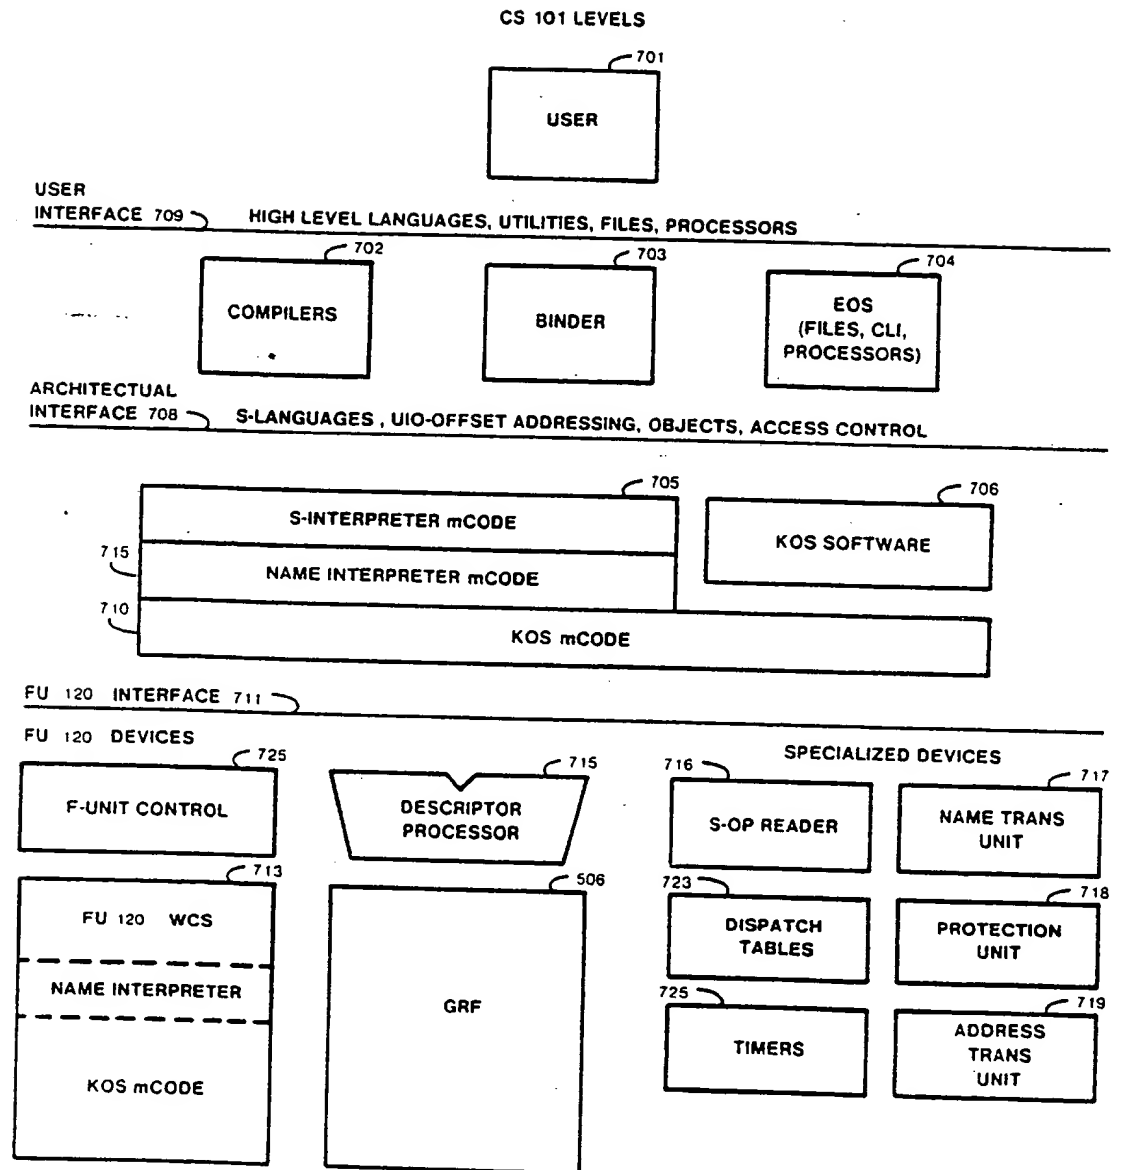 CS 101 LEVELS
701
USER
USER
INTERFACE 709
HIGH LEVEL LANGUAGES, UTILITIES, FILES, PROCESSORS
702
703
704
COMPILERS
BINDER
EOS
(FILES, CLI,
PROCESSORS)
ARCHITECTUAL
INTERFACE 708
S-LANGUAGES , UIO-OFFSET ADDRESSING, OBJECTS, ACCESS CONTROL
705
706
S-INTERPRETER mCODE
KOS SOFTWARE
715
NAME INTERPRETER mCODE
710
KOS mCODE
FU 120 INTERFACE 711
FU 120 DEVICES
SPECIALIZED DEVICES
725
715
716
717
F-UNIT CONTROL
DESCRIPTOR
PROCESSOR
S-OP READER
NAME TRANS
UNIT
713
506
723
718
FU 120 WCS
DISPATCH
TABLES
PROTECTION
UNIT
NAME INTERPRETER
GRF
725
719
KOS mCODE
TIMERS
ADDRESS
TRANS
UNIT